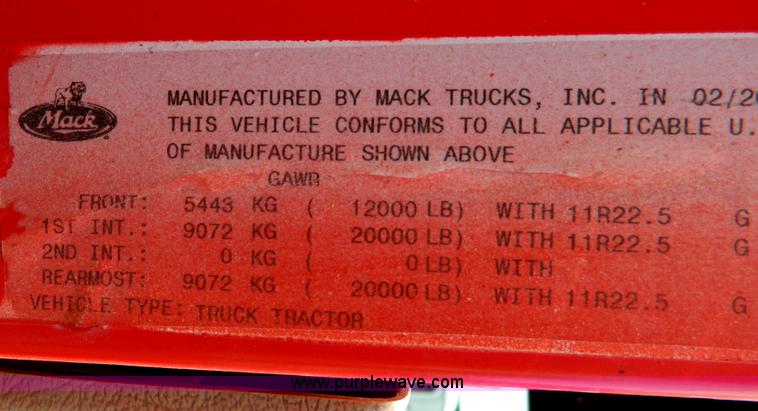 Mack
MANUFACTURED BY MACK TRUCKS, INC. IN 02/20
THIS VEHICLE CONFORMS TO ALL APPLICABLE U.
OF MANUFACTURE SHOWN ABOVE
GAWR
FRONT: 5443 KG ( 12000 LB) WITH 11R22.5 G
1ST INT.: 9072 KG ( 20000 LB) WITH 11R22.5 G
2ND INT.: 0 KG ( 0 LB) WITH
REARMOST: 9072 KG ( 20000 LB) WITH 11R22.5 G
VEHICLE TYPE: TRUCK TRACTOR
www.purplewave.com